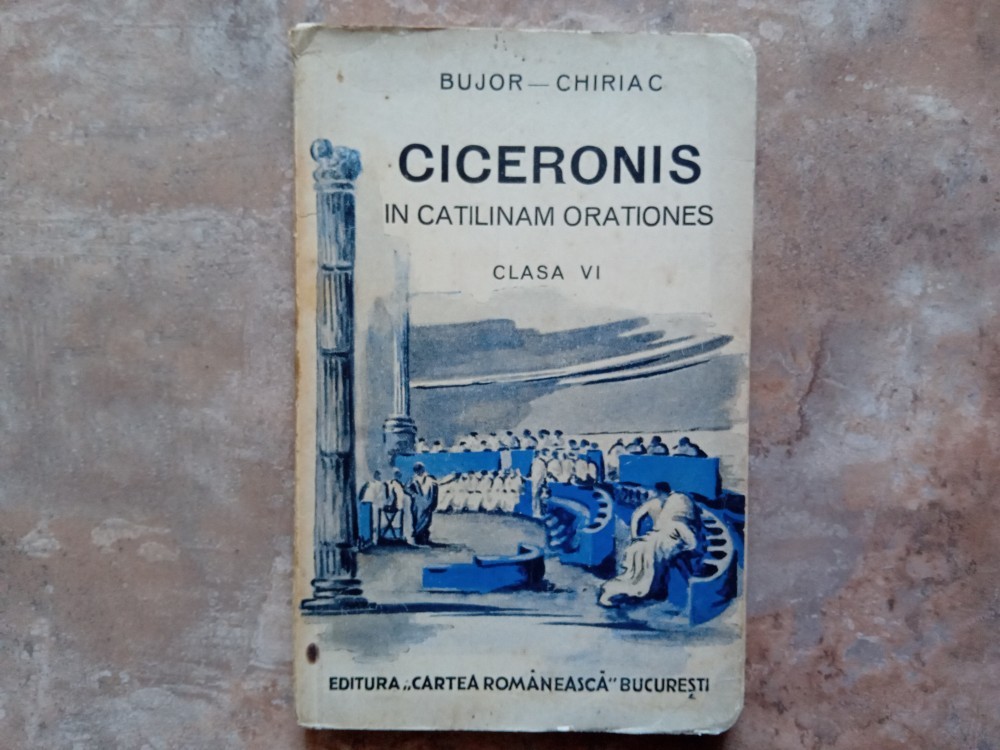 BUJOR — CHIRIAC
CICERONIS
IN CATILINAM ORATIONES
CLASA VI
EDITURA „CARTEA ROMÂNEASCĂ" BUCUREȘTI